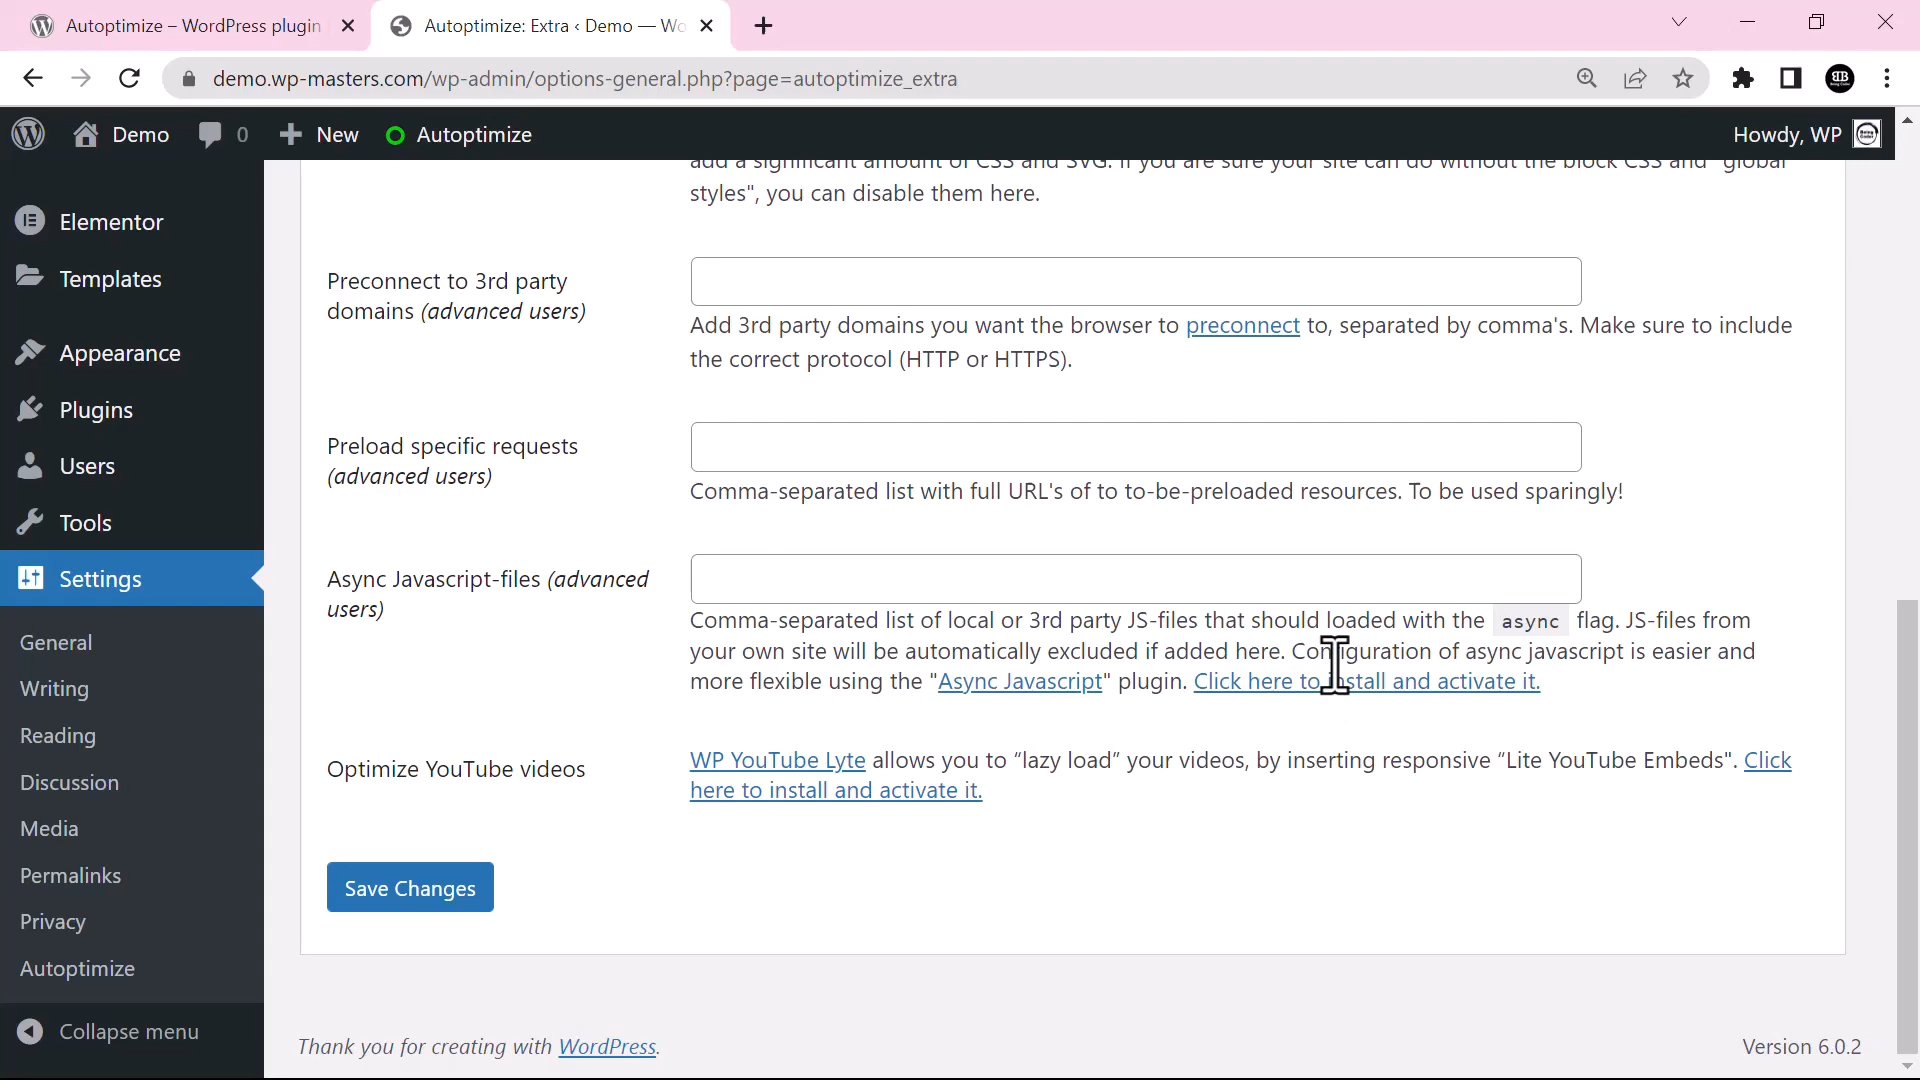 Autoptimize – WordPress plugin
Autoptimize: Extra ‹ Demo — Wo
demo.wp-masters.com/wp-admin/options-general.php?page=autoptimize_extra
Demo
0
New
Autoptimize
Howdy, WP
Elementor
Templates
Appearance
Plugins
Users
Tools
Settings
General
Writing
Reading
Discussion
Media
Permalinks
Privacy
Autoptimize
Collapse menu
add a significant amount of CSS and SVG. If you are sure your site can do without the block CSS and "global
styles", you can disable them here.
Preconnect to 3rd party
domains (advanced users)
Add 3rd party domains you want the browser to preconnect to, separated by comma's. Make sure to include
the correct protocol (HTTP or HTTPS).
Preload specific requests
(advanced users)
Comma-separated list with full URL's of to to-be-preloaded resources. To be used sparingly!
Async Javascript-files (advanced
users)
Comma-separated list of local or 3rd party JS-files that should loaded with the async flag. JS-files from
your own site will be automatically excluded if added here. Configuration of async javascript is easier and
more flexible using the "Async Javascript" plugin. Click here to install and activate it.
Optimize YouTube videos
WP YouTube Lyte allows you to “lazy load” your videos, by inserting responsive “Lite YouTube Embeds". Click
here to install and activate it.
Save Changes
Thank you for creating with WordPress.
Version 6.0.2